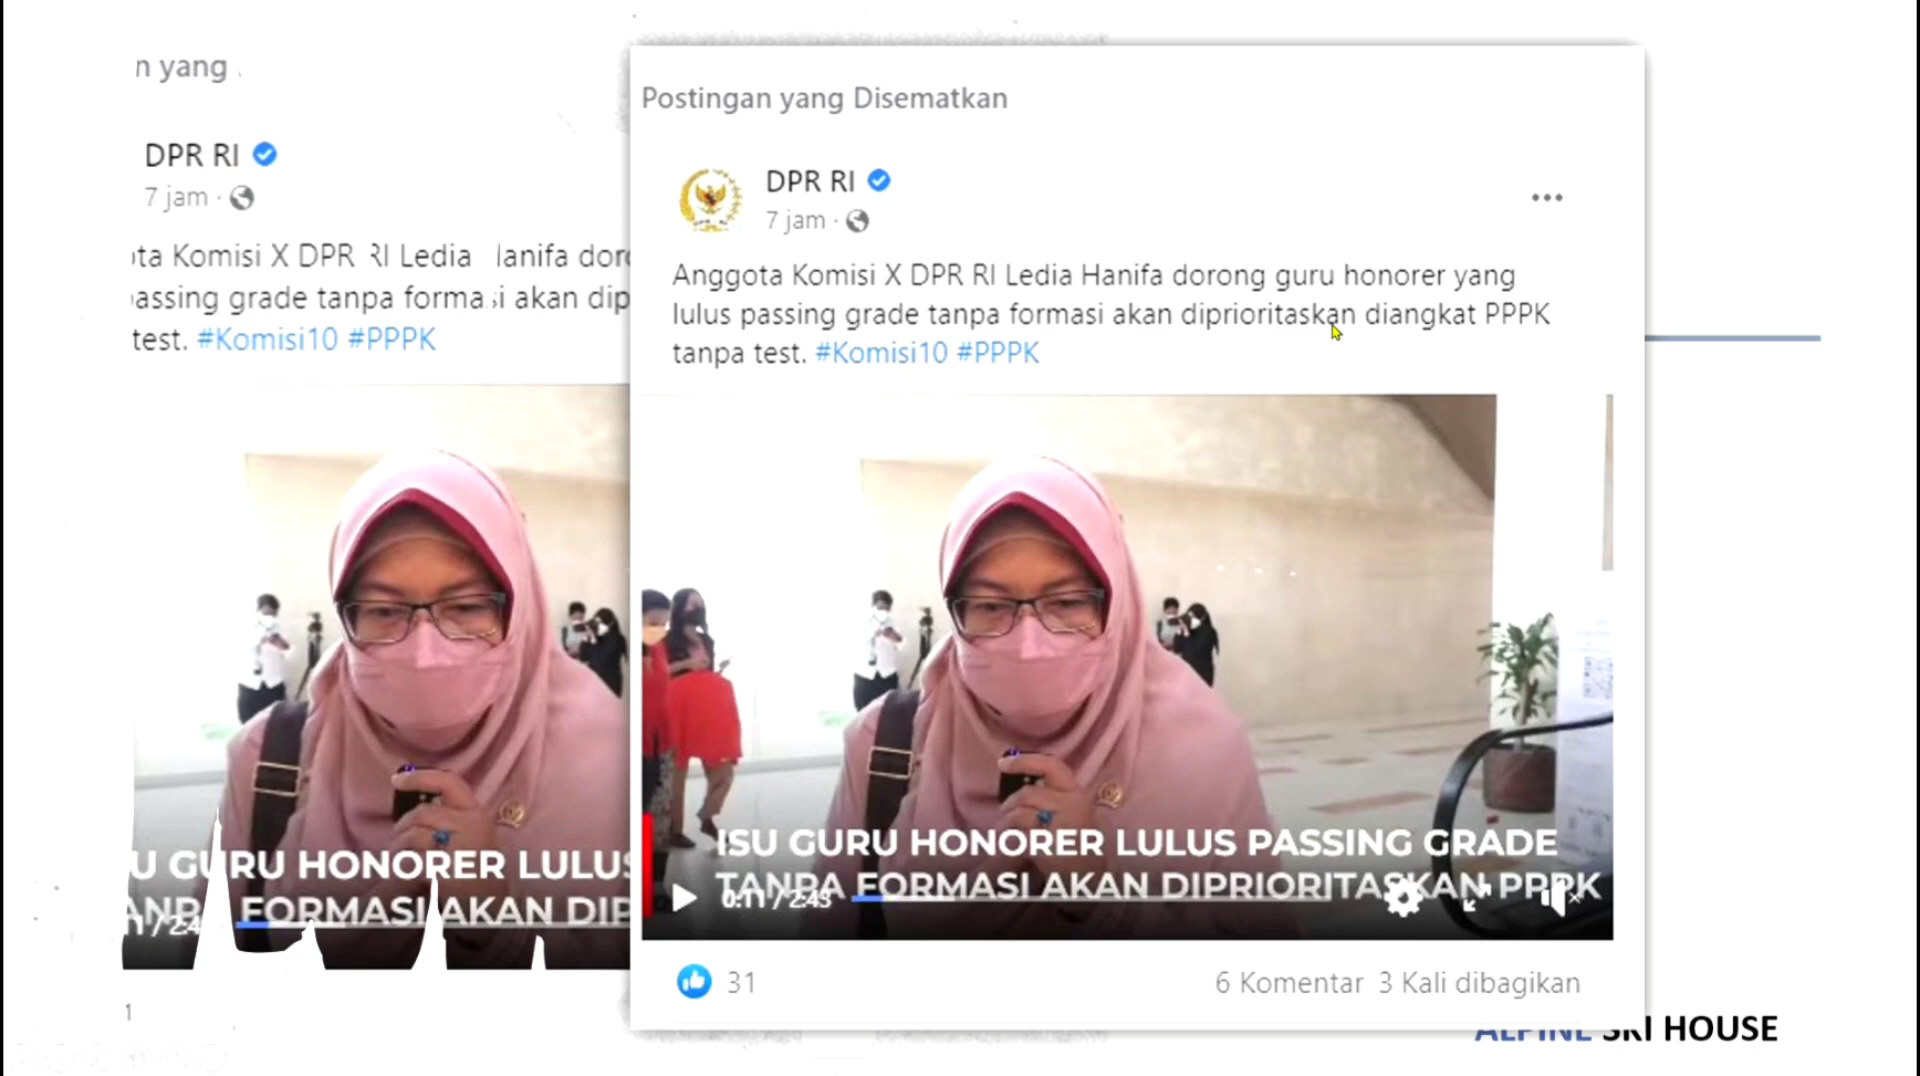 n yang
DPR RI
7 jam ·
ta Komisi X DPR RI Ledia Hanifa dor
assing grade tanpa formasi akan dip
test. #Komisi10 #PPPK
U GURU HONORER LULUS
FORMASI AKAN DIP
Postingan yang Disematkan
DPR RI
7 jam ·
Anggota Komisi X DPR RI Ledia Hanifa dorong guru honorer yang
lulus passing grade tanpa formasi akan diprioritaskan diangkat PPPK
tanpa test. #Komisi10 #PPPK
ISU GURU HONORER LULUS PASSING GRADE
TANPA FORMASI AKAN DIPRIORITASKAN PPPK
0:11 / 2:43
31
6 Komentar 3 Kali dibagikan
ALPINE SKI HOUSE